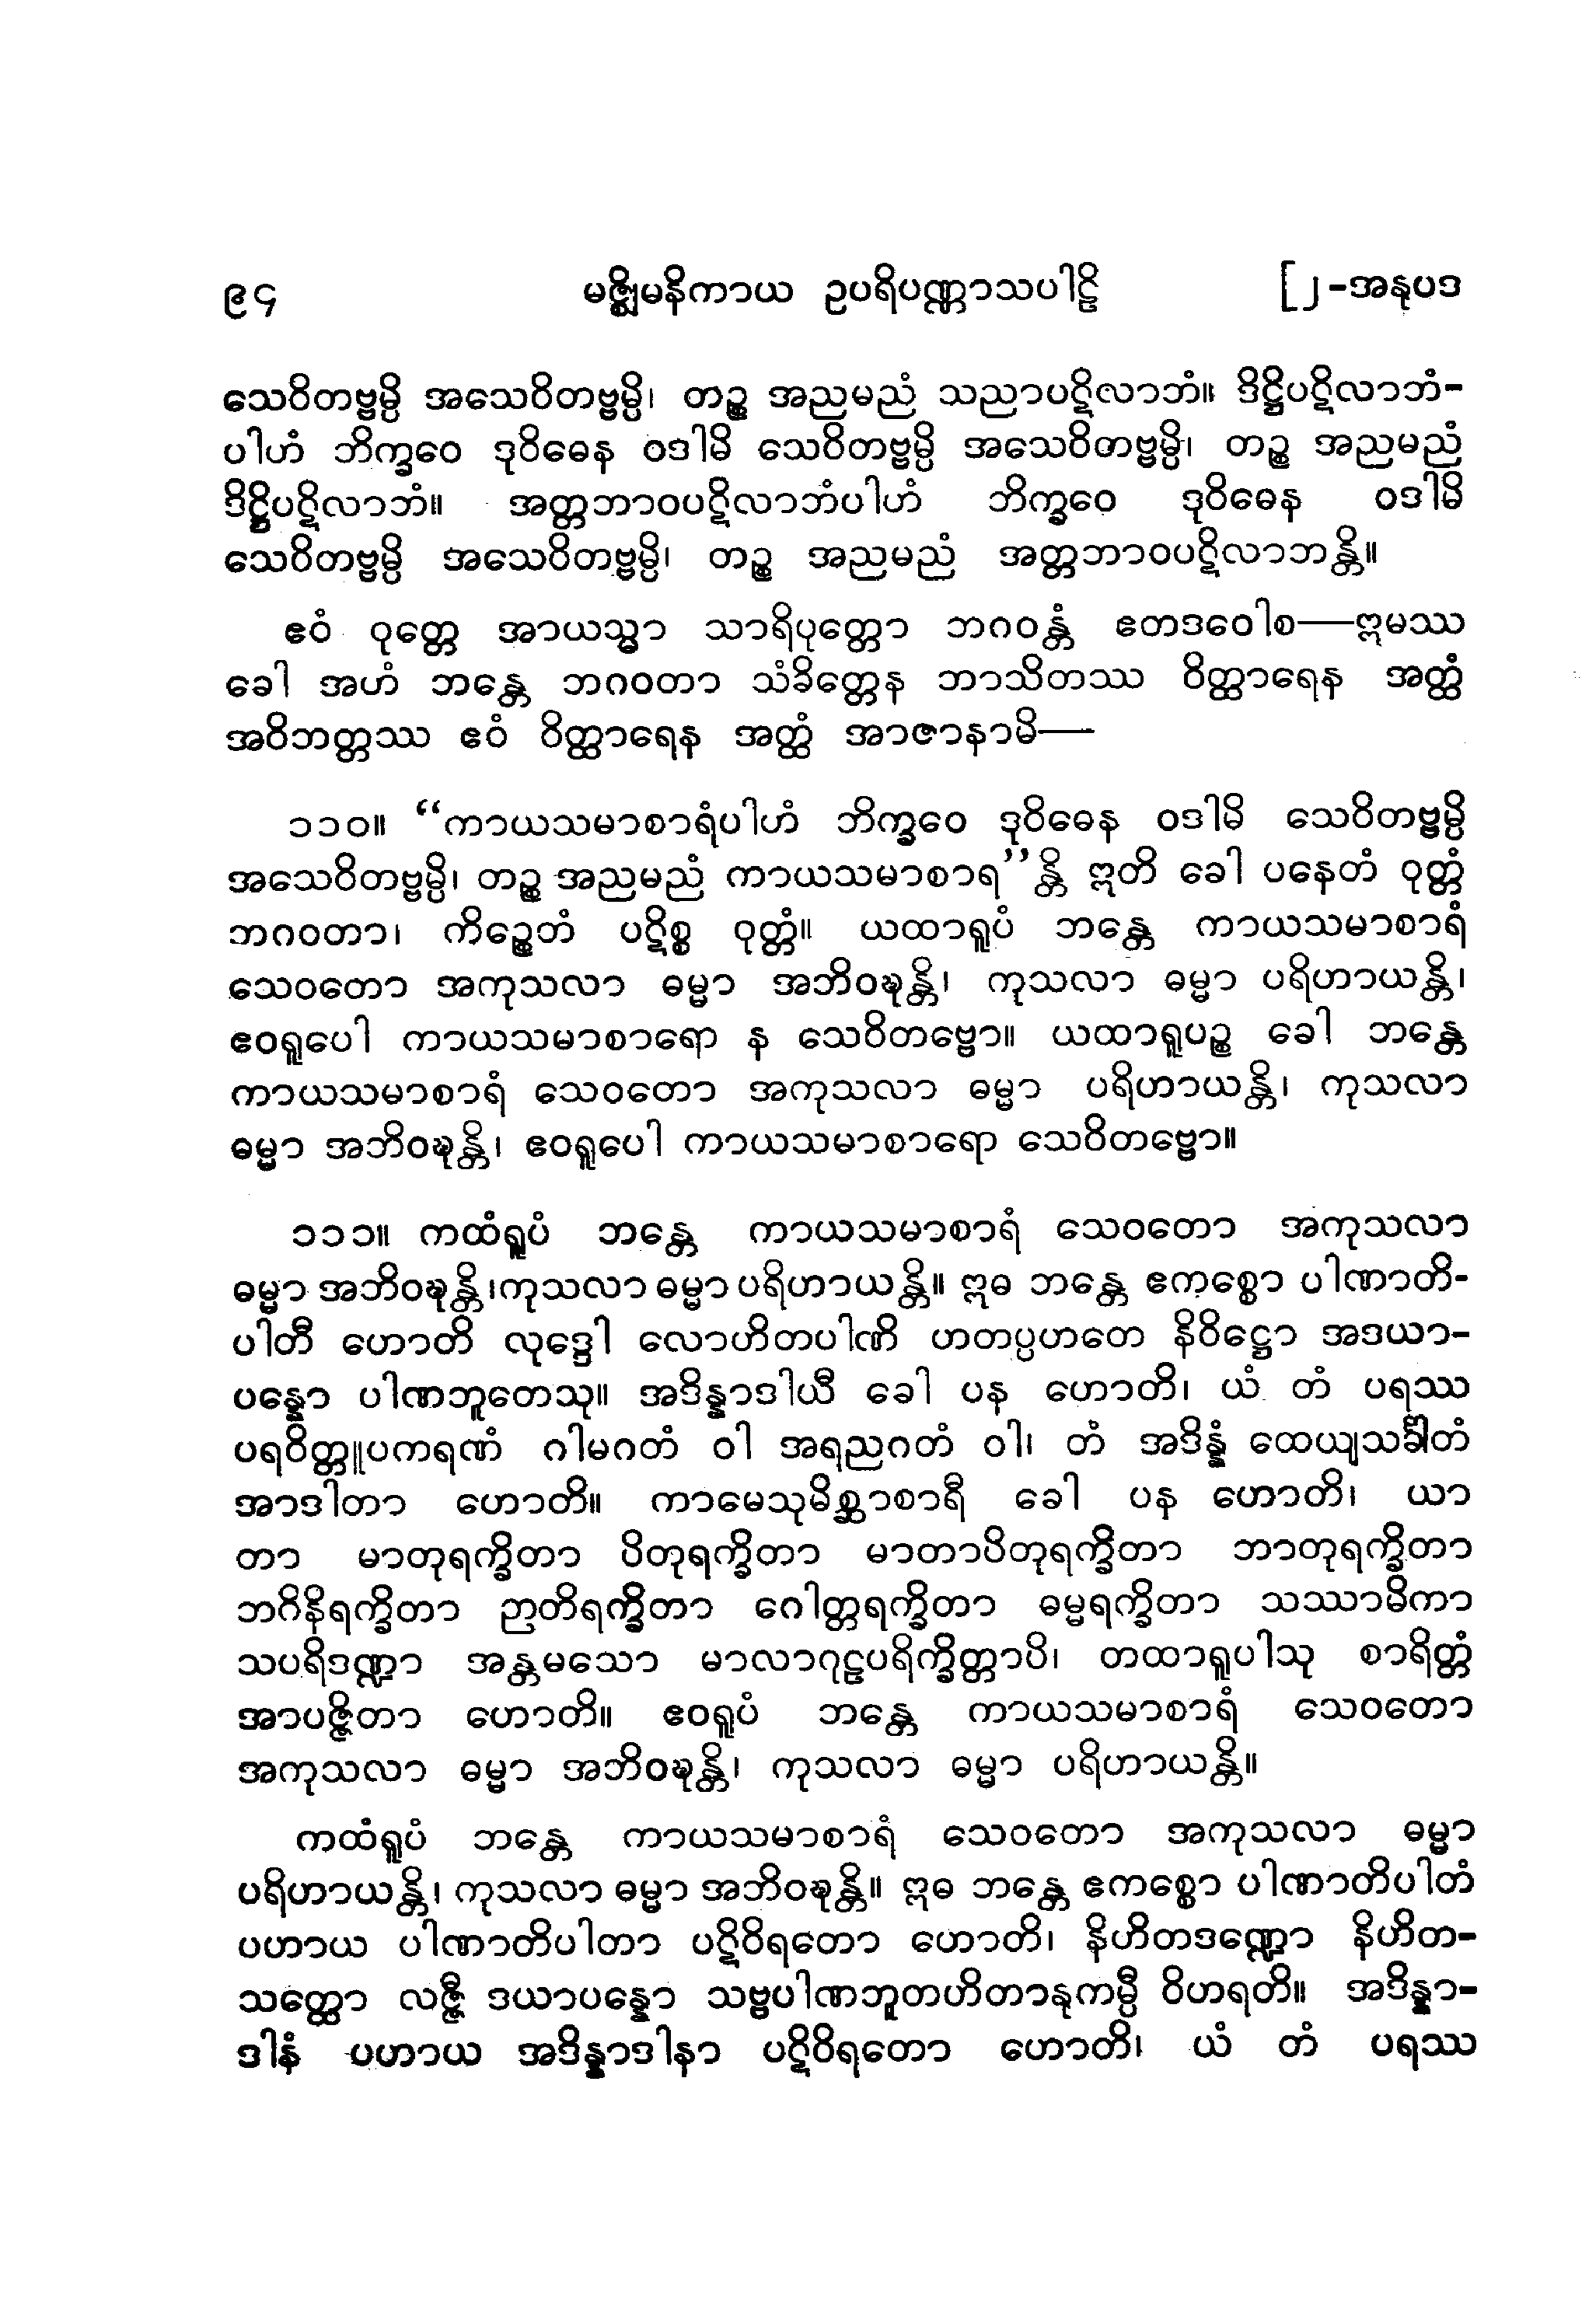 ၉၄ မဇ္ဈိမနိကာယ ဥပရိပဏ္ဏာသပါဠိ [၂-အနုပဒ
သေဝိတဗ္ဗမ္ပိ အသေဝိတဗ္ဗမ္ပိ၊ တဉ္စ အညမညံ သညာပဋိလာဘံ။ ဒိဋ္ဌိပဋိလာဘံ-
ပါဟံ ဘိက္ခဝေ ဒုဝိဓေန ဝဒါမိ သေဝိတဗ္ဗမ္ပိ အသေဝိတဗ္ဗမ္ပိ၊ တဉ္စ အညမညံ
ဒိဋ္ဌိပဋိလာဘံ။ အတ္တဘာဝပဋိလာဘံပါဟံ ဘိက္ခဝေ ဒုဝိဓေန ဝဒါမိ
သေဝိတဗ္ဗမ္ပိ အသေဝိတဗ္ဗမ္ပိ၊ တဉ္စ အညမညံ အတ္တဘာဝပဋိလာဘန္တိ။
ဧဝံ ဝုတ္တေ အာယသ္မာ သာရိပုတ္တော ဘဂဝန္တံ ဧတဒဝေါစ—ဣမဿ
ခေါ အဟံ ဘန္တေ ဘဂဝတာ သံခိတ္တေန ဘာသိတဿ ဝိတ္ထာရေန အတ္ထံ
အဝိဘတ္တဿ ဧဝံ ဝိတ္ထာရေန အတ္ထံ အာဇာနာမိ—
၁၁၀။ “ကာယသမာစာရံပါဟံ ဘိက္ခဝေ ဒုဝိဓေန ဝဒါမိ သေဝိတဗ္ဗမ္ပိ
အသေဝိတဗ္ဗမ္ပိ၊ တဉ္စ အညမညံ ကာယသမာစာရ”န္တိ ဣတိ ခေါ ပနေတံ ဝုတ္တံ
ဘဂဝတာ၊ ကိဉ္စေတံ ပဋိစ္စ ဝုတ္တံ။ ယထာရူပံ ဘန္တေ ကာယသမာစာရံ
သေဝတော အကုသလာ ဓမ္မာ အဘိဝဍ္ဎန္တိ၊ ကုသလာ ဓမ္မာ ပရိဟာယန္တိ၊
ဧဝရူပေါ ကာယသမာစာရော န သေဝိတဗ္ဗော။ ယထာရူပဉ္စ ခေါ ဘန္တေ
ကာယသမာစာရံ သေဝတော အကုသလာ ဓမ္မာ ပရိဟာယန္တိ၊ ကုသလာ
ဓမ္မာ အဘိဝဍ္ဎန္တိ၊ ဧဝရူပေါ ကာယသမာစာရော သေဝိတဗ္ဗော။
၁၁၁။ ကထံရူပံ ဘန္တေ ကာယသမာစာရံ သေဝတော အကုသလာ
ဓမ္မာ အဘိဝဍ္ဎန္တိ၊ကုသလာ ဓမ္မာ ပရိဟာယန္တိ။ ဣဓ ဘန္တေ ဧကစ္စော ပါဏာတိ-
ပါတီ ဟောတိ လုဒ္ဒေါ လောဟိတပါဏိ ဟတပ္ပဟတေ နိဝိဋ္ဌော အဒယာ-
ပန္နော ပါဏဘူတေသု။ အဒိန္နာဒါယီ ခေါ ပန ဟောတိ၊ ယံ တံ ပရဿ
ပရဝိတ္တူပကရဏံ ဂါမဂတံ ဝါ အရညဂတံ ဝါ၊ တံ အဒိန္နံ ထေယျသင်္ခါတံ
အာဒါတာ ဟောတိ။ ကာမေသုမိစ္ဆာစာရီ ခေါ ပန ဟောတိ၊ ယာ
တာ မာတုရက္ခိတာ ပိတုရက္ခိတာ မာတာပိတုရက္ခိတာ ဘာတုရက္ခိတာ
ဘဂိနိရက္ခိတာ ဉာတိရက္ခိတာ ဂေါတ္တရက္ခိတာ ဓမ္မရက္ခိတာ သဿာမိကာ
သပရိဒဏ္ဍာ အန္တမသော မာလာဂုဠပရိက္ခိတ္တာပိ၊ တထာရူပါသု စာရိတ္တံ
အာပဇ္ဇိတာ ဟောတိ။ ဧဝရူပံ ဘန္တေ ကာယသမာစာရံ သေဝတော
အကုသလာ ဓမ္မာ အဘိဝဍ္ဎန္တိ၊ ကုသလာ ဓမ္မာ ပရိဟာယန္တိ။
ကထံရူပံ ဘန္တေ ကာယသမာစာရံ သေဝတော အကုသလာ ဓမ္မာ
ပရိဟာယန္တိ၊ ကုသလာ ဓမ္မာ အဘိဝဍ္ဎန္တိ။ ဣဓ ဘန္တေ ဧကစ္စော ပါဏာတိပါတံ
ပဟာယ ပါဏာတိပါတာ ပဋိဝိရတော ဟောတိ၊ နိဟိတဒဏ္ဍော နိဟိတ-
သတ္ထော လဇ္ဇီ ဒယာပန္နော သဗ္ဗပါဏဘူတဟိတာနုကမ္ပီ ဝိဟရတိ။ အဒိန္နာ-
ဒါနံ ပဟာယ အဒိန္နာဒါနာ ပဋိဝိရတော ဟောတိ၊ ယံ တံ ပရဿ